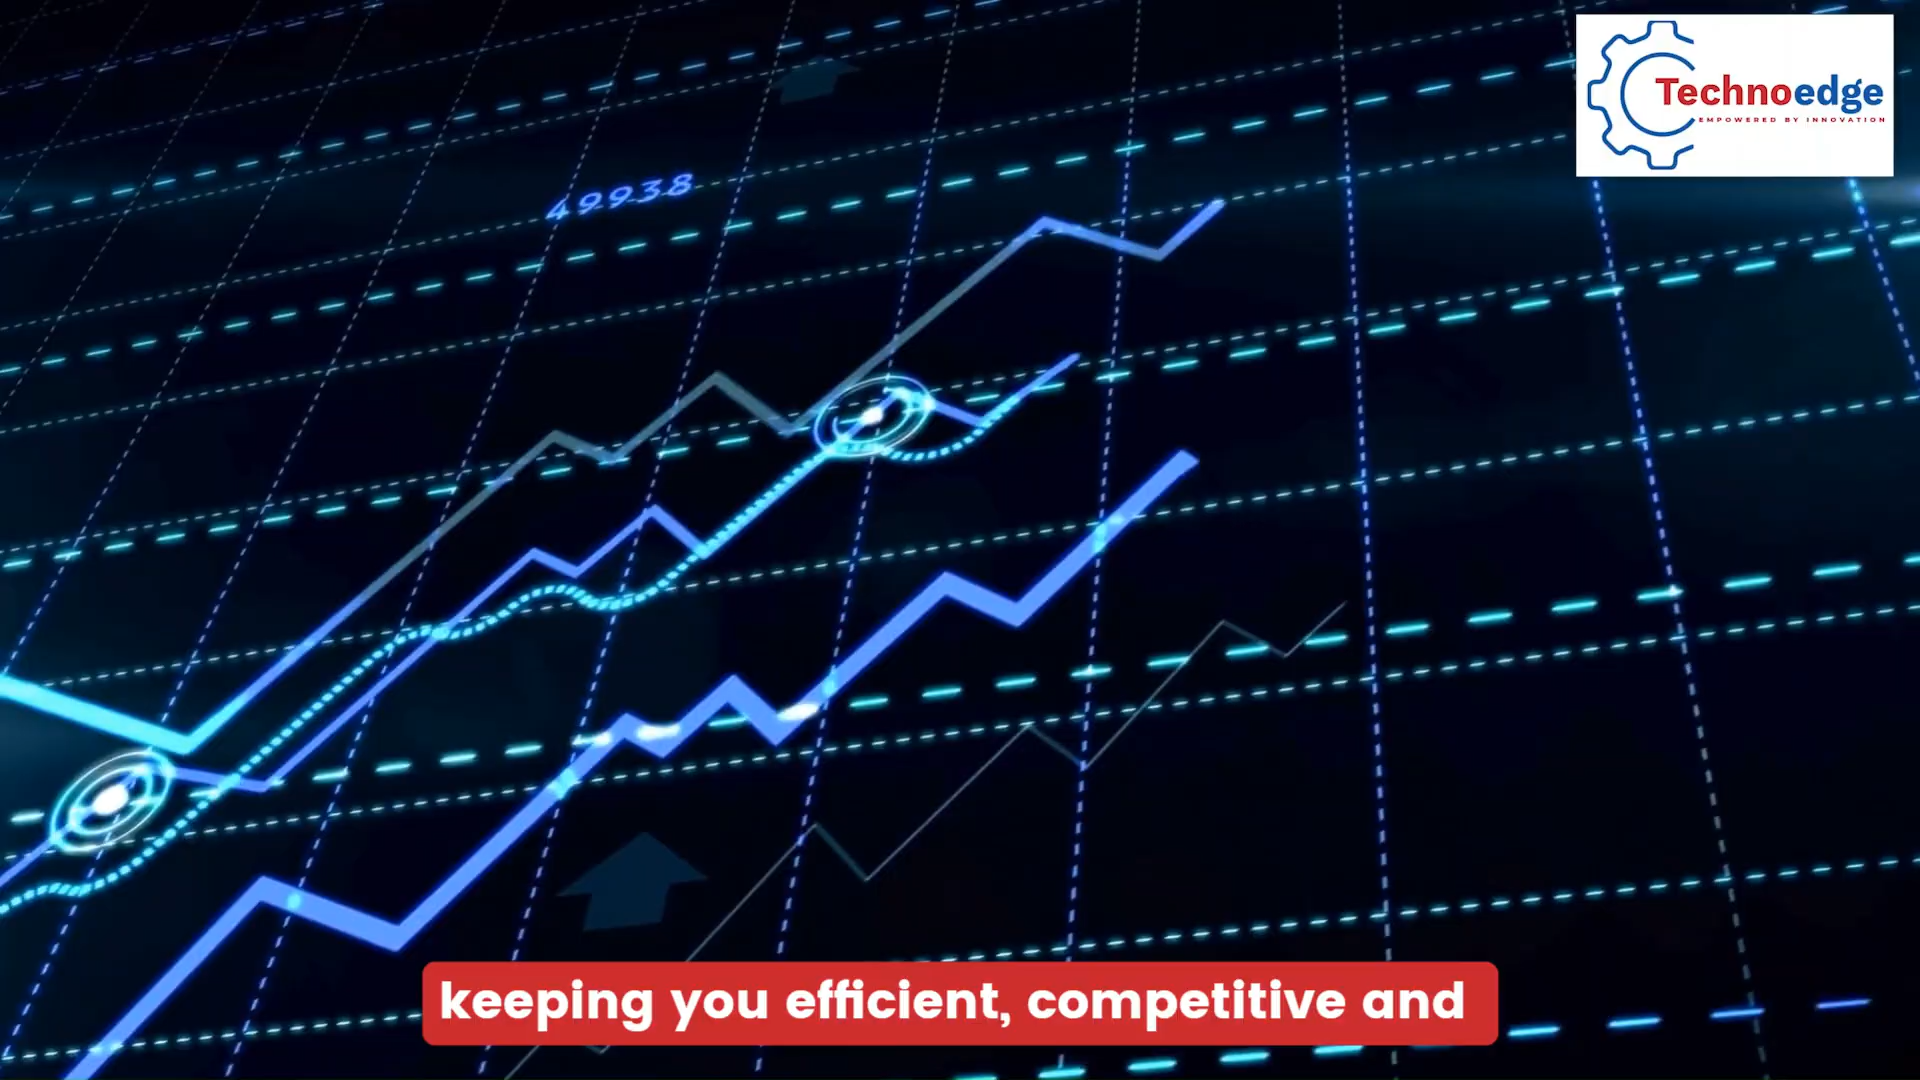 Technoedge
EMPOWERED BY INNOVATION
49938
keeping you efficient, competitive and